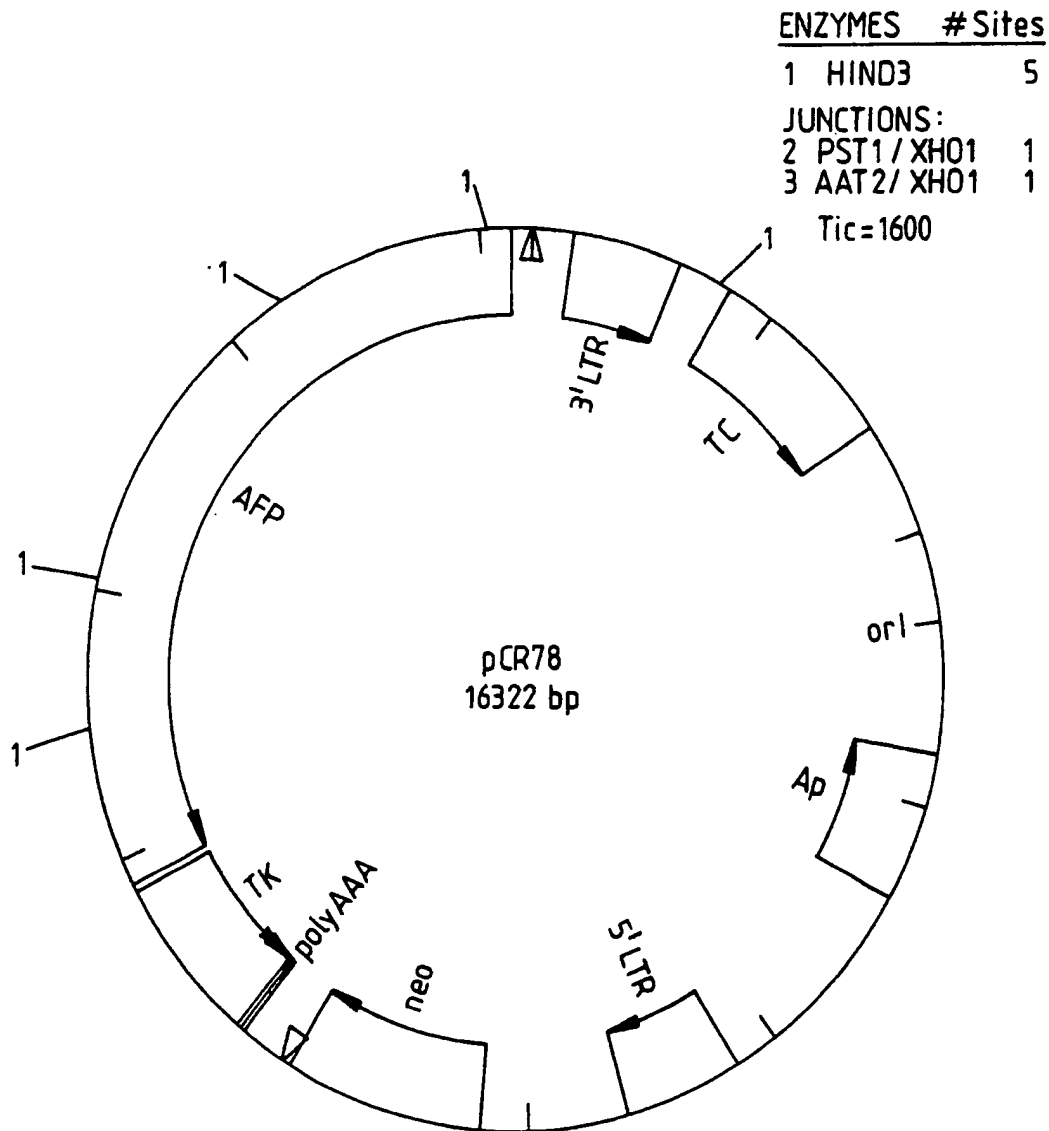 ENZYMES # Sites
1 HIND3 5
JUNCTIONS:
2 PST1 / XHO1 1
3 AAT2/ XHO1 1
Tic=1600
1
1
1
3'LTR
TC
AFP
1
orI
pCR78
16322 bp
1
Ap
TK
polyAAA
neo
5'LTR